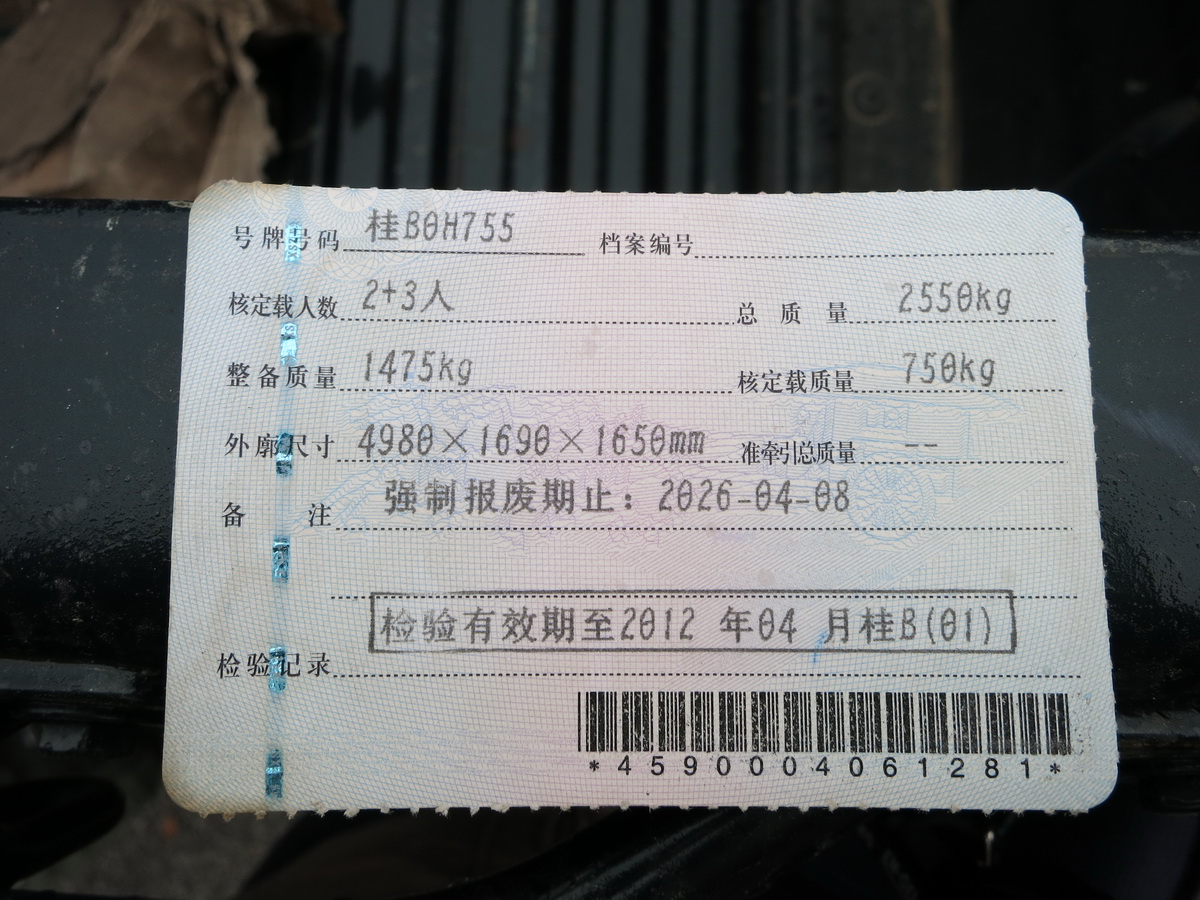 号牌号码 桂B0H755 档案编号
核定载人数 2+3人 总质量 2550kg
整备质量 1475kg 核定载质量 750kg
外廓尺寸 4980×1690×1650mm 准牵引总质量 --
备注 强制报废期止：2026-04-08
检验有效期至2012 年04 月桂B(01)
检验记录
*4590004061281*